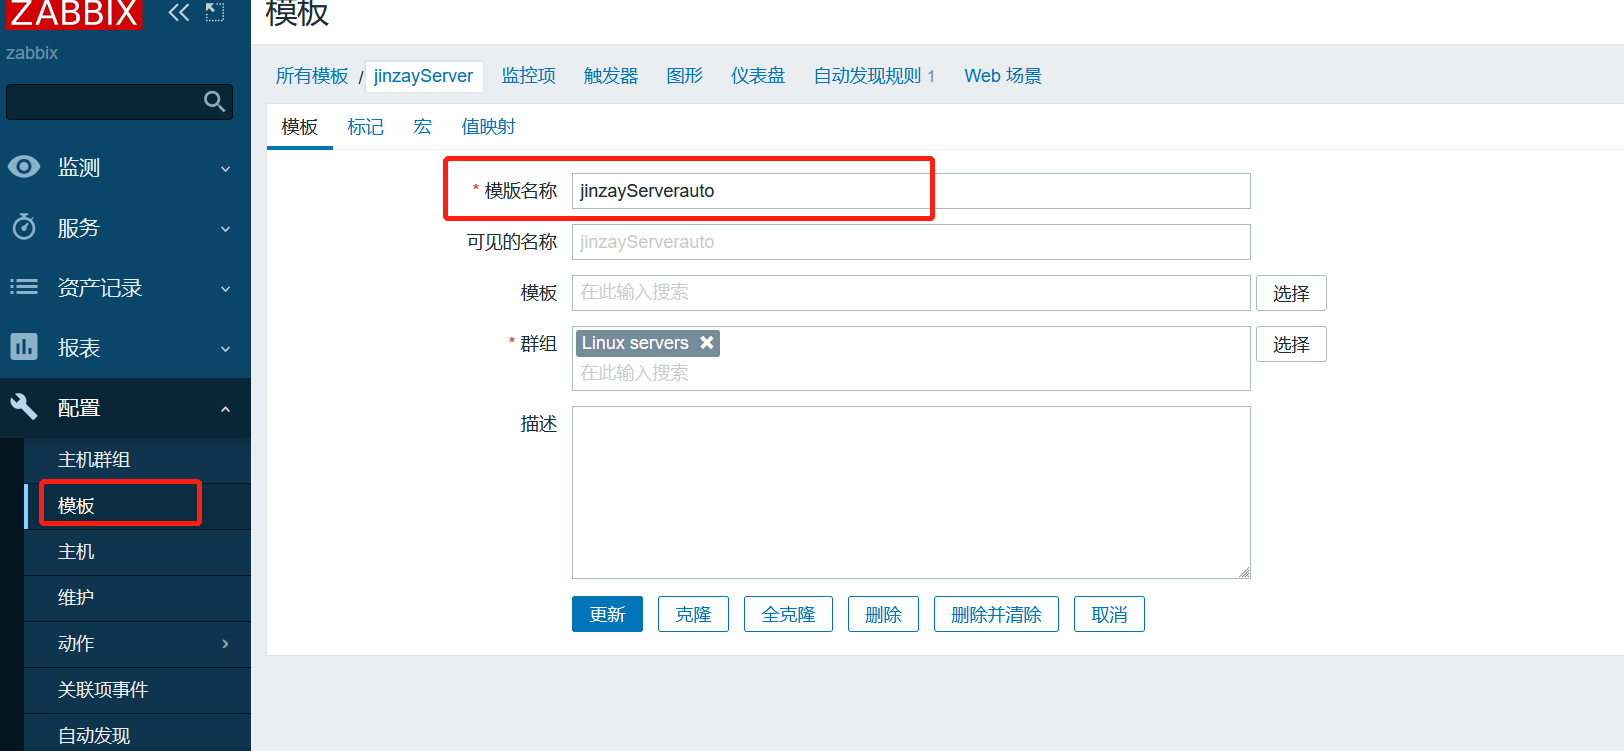 ZABBIX
zabbix
监测
服务
资产记录
报表
配置
主机群组
模板
主机
维护
动作
关联项事件
自动发现
模板
所有模板 / jinzayServer 监控项 触发器 图形 仪表盘 自动发现规则 1 Web 场景
模板 标记 宏 值映射
* 模版名称 jinzayServerauto
可见的名称 jinzayServerauto
模板 在此输入搜索 选择
* 群组 Linux servers 选择
在此输入搜索
描述
更新 克隆 全克隆 删除 删除并清除 取消